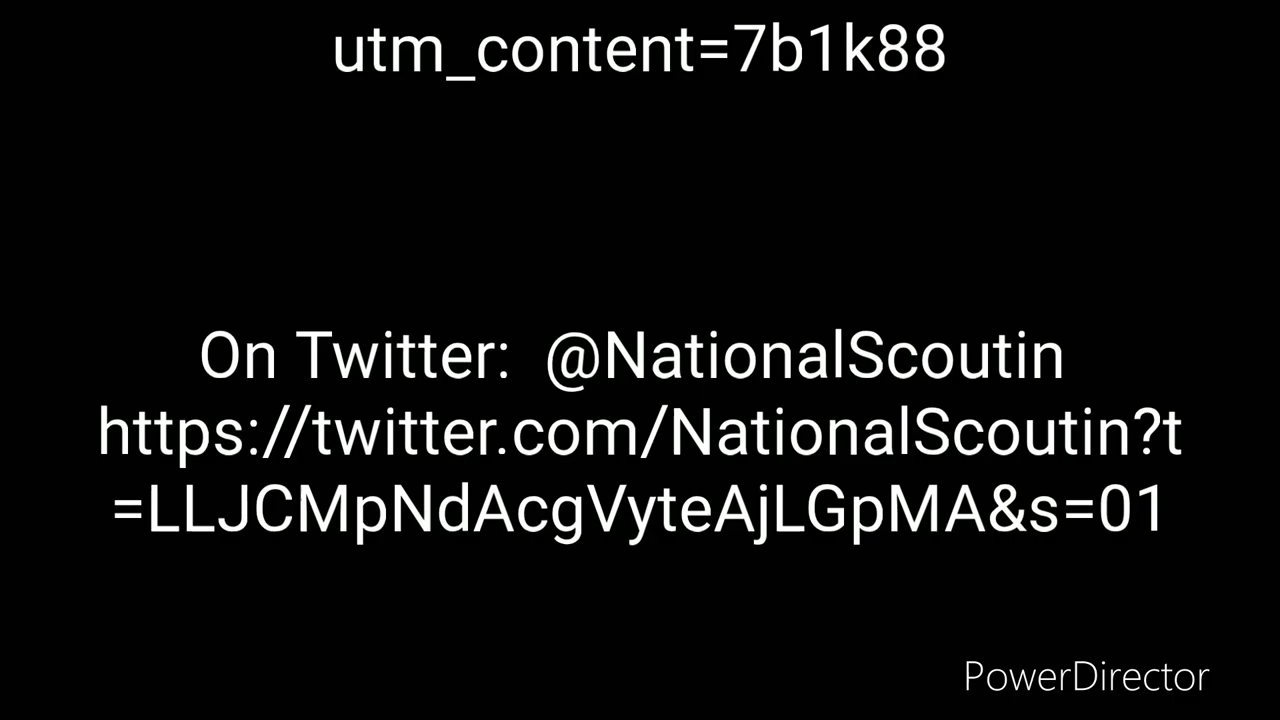 utm_content=7b1k88
On Twitter: @NationalScoutin
https://twitter.com/NationalScoutin?t
=LLJCMpNdAcgVyteAjLGpMA&s=01
PowerDirector